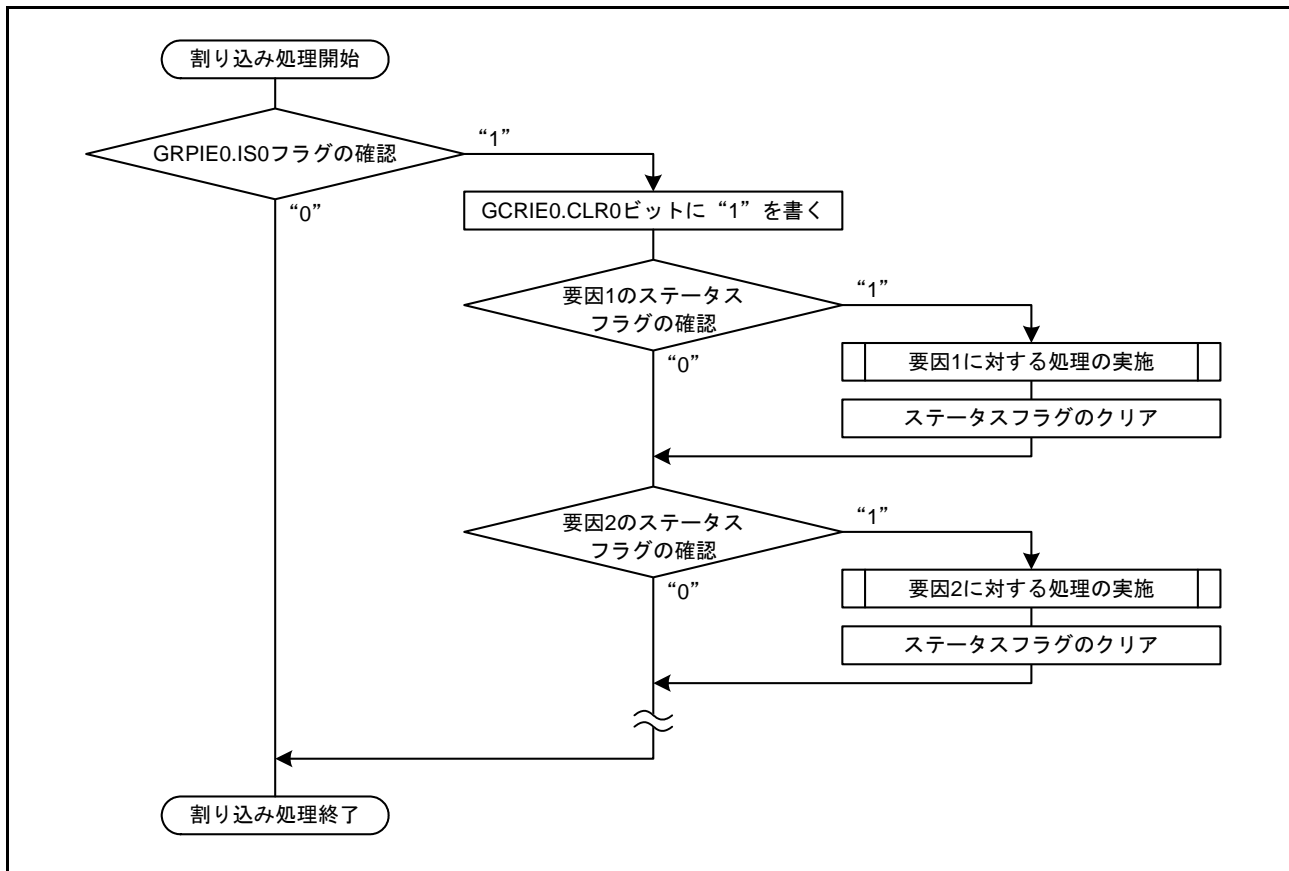 割り込み処理開始
GRPIE0.IS0フラグの確認
“1”
“0”
GCRIE0.CLR0ビットに“1”を書く
要因1のステータス
フラグの確認
“1”
“0”
要因1に対する処理の実施
ステータスフラグのクリア
要因2のステータス
フラグの確認
“1”
“0”
要因2に対する処理の実施
ステータスフラグのクリア
割り込み処理終了